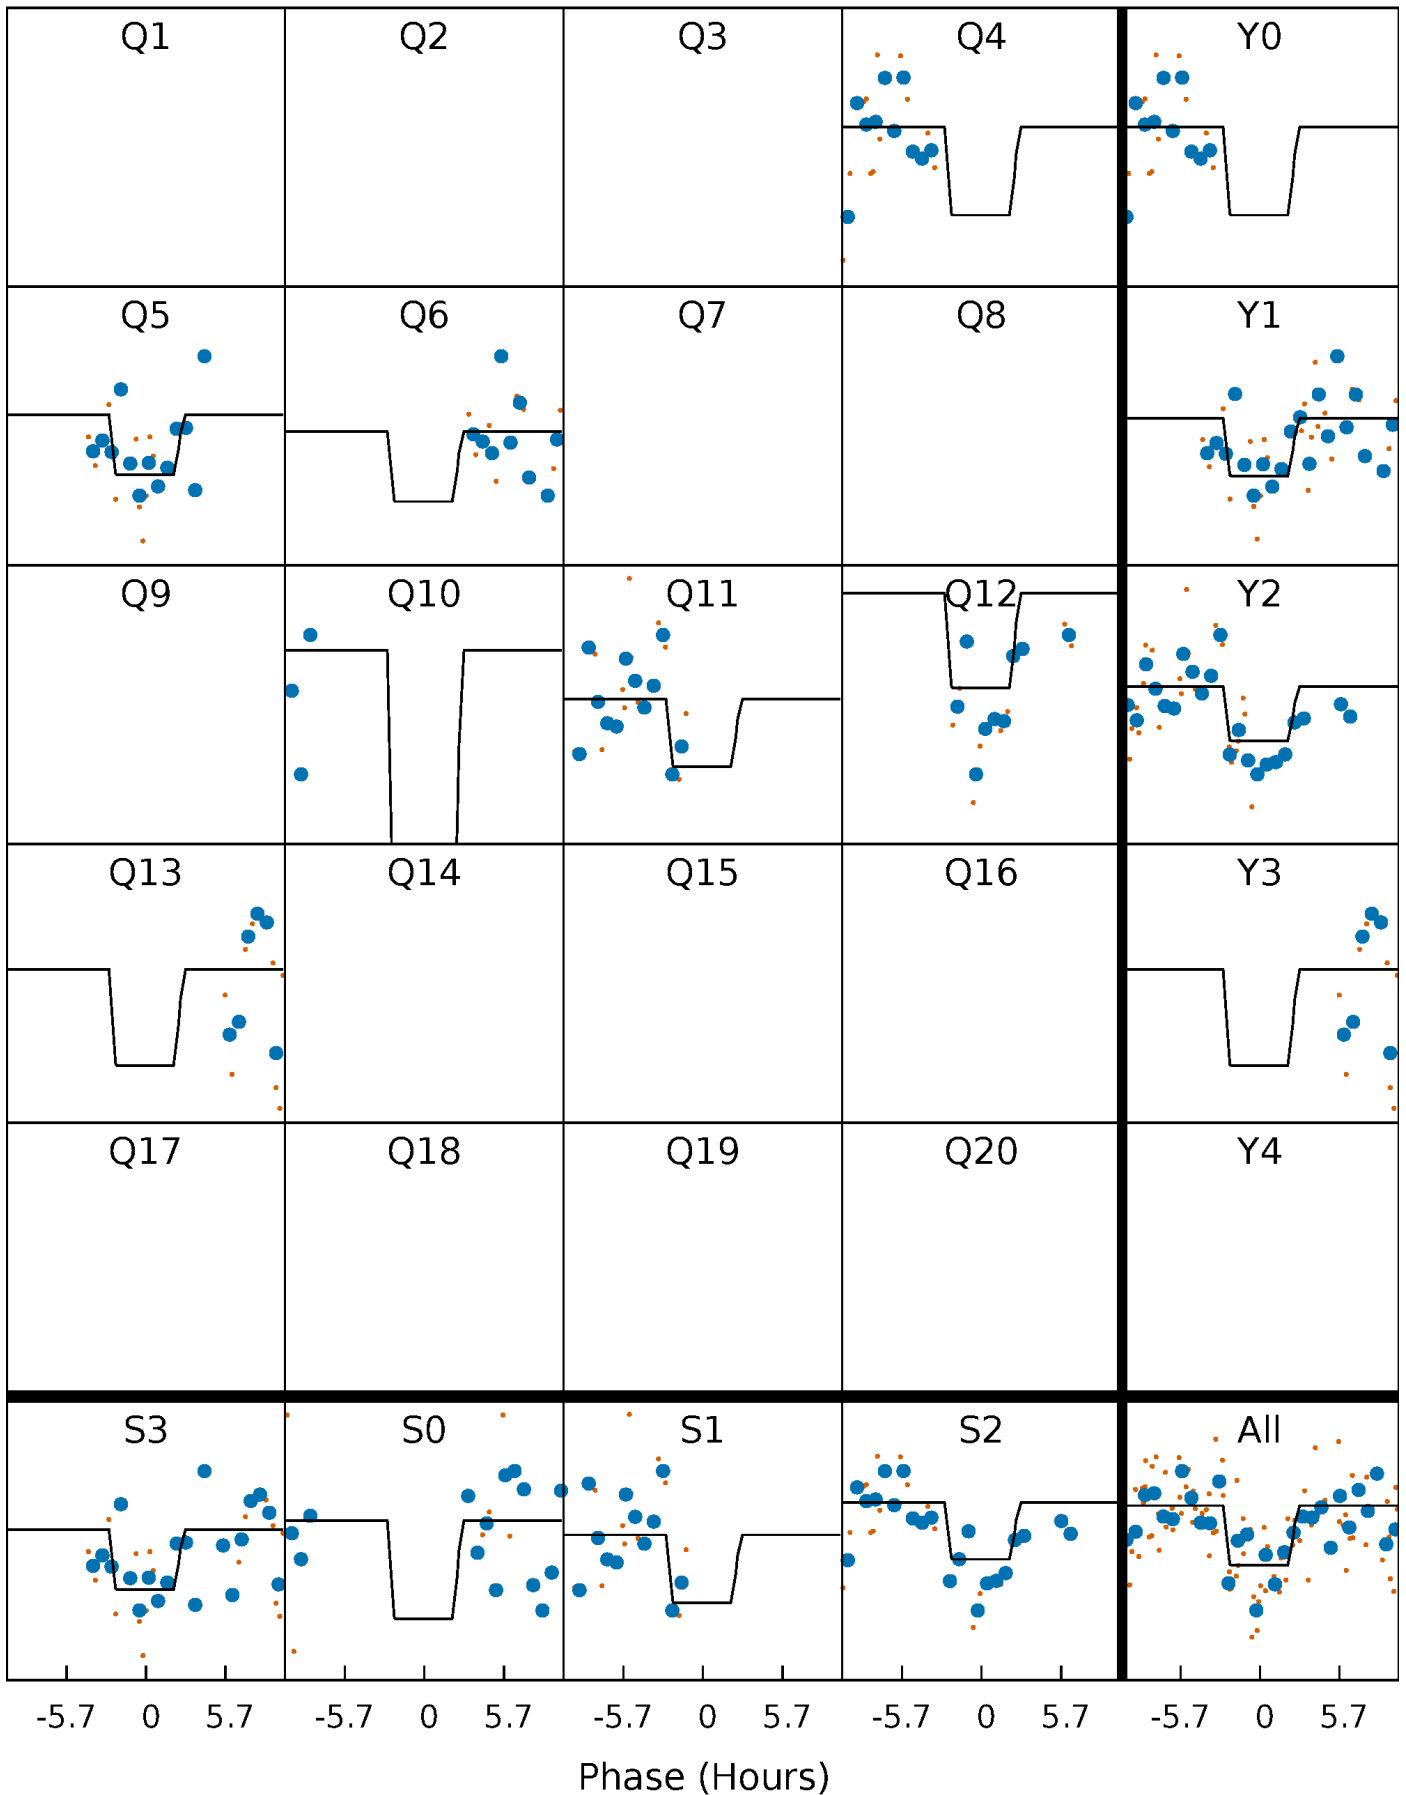 Q1 Q2 Q3 Q4 Y0
Q5 Q6 Q7 Q8 Y1
Q9 Q10 Q11 Q12 Y2
Q13 Q14 Q15 Q16 Y3
Q17 Q18 Q19 Q20 Y4
S3 S0 S1 S2 All
-5.7 0 5.7 -5.7 0 5.7 -5.7 0 5.7 -5.7 0 5.7 -5.7 0 5.7
Phase (Hours)